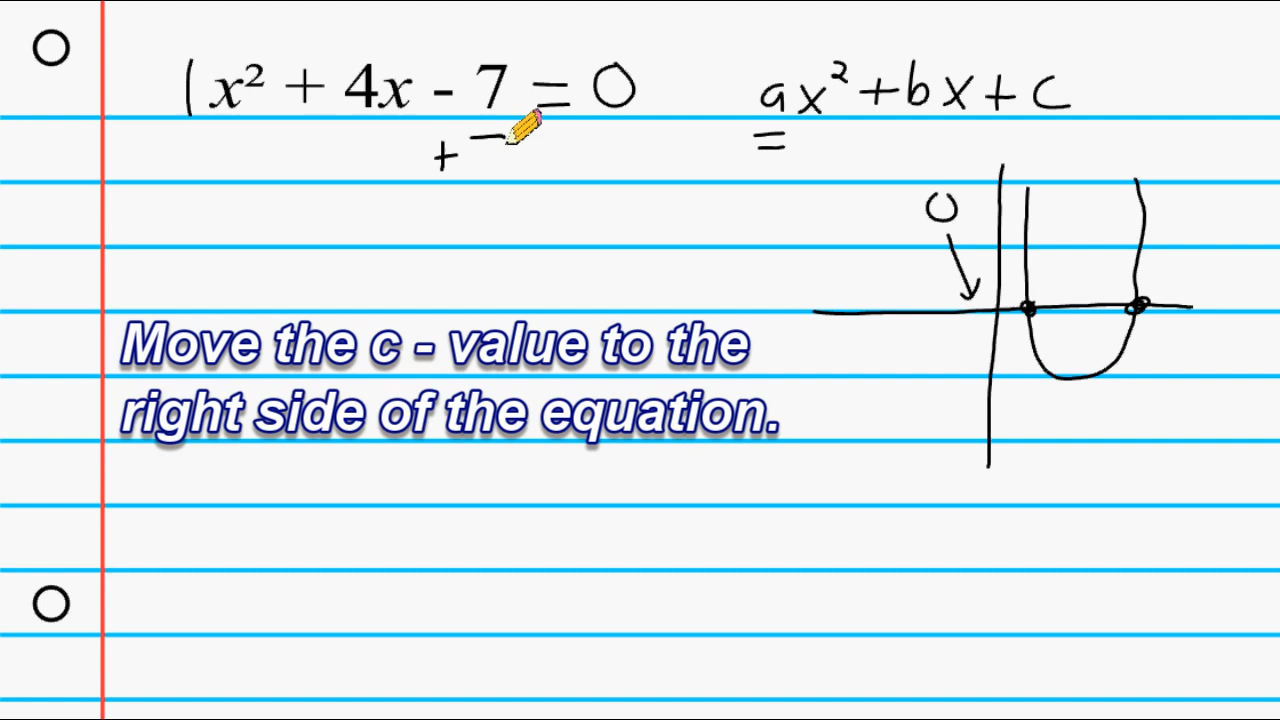 1x² + 4x - 7 = 0
+
ax² + bx + c
=
0
Move the c - value to the
right side of the equation.